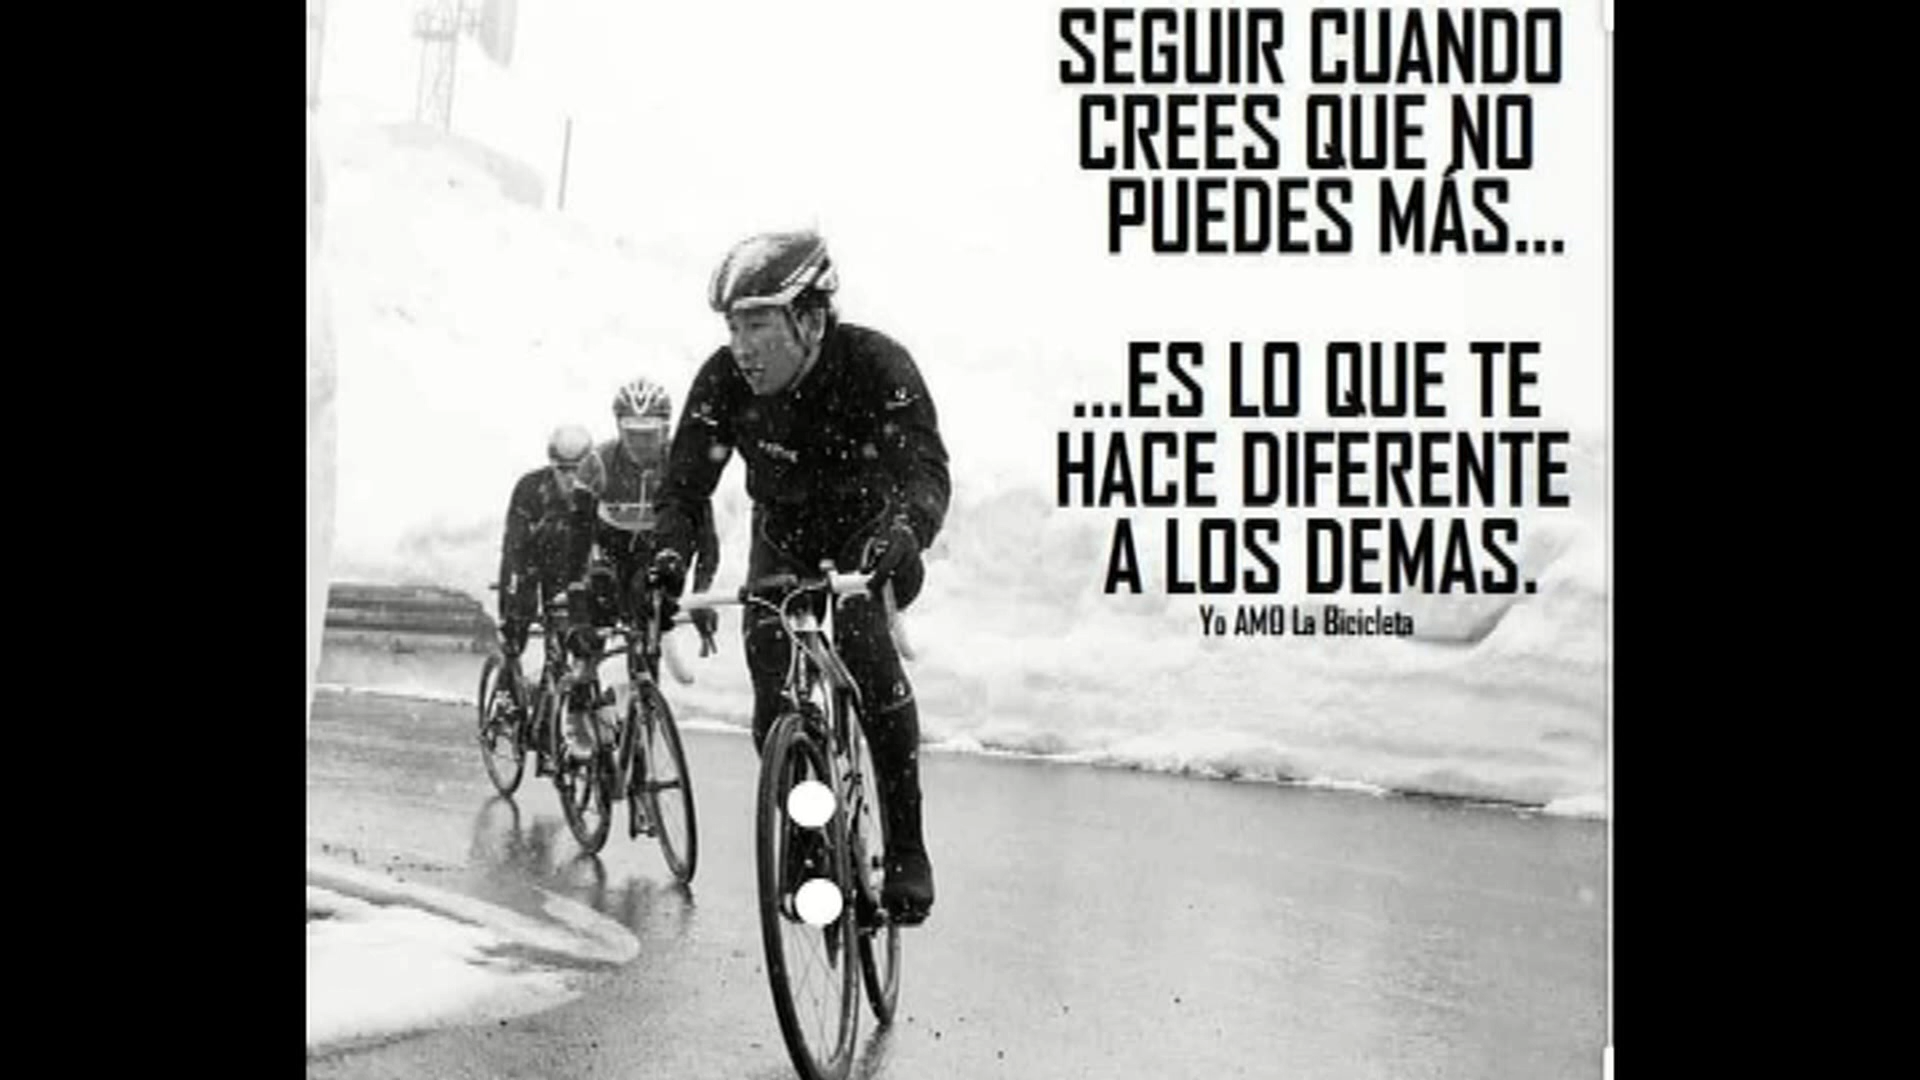 SEGUIR CUANDO
CREES QUE NO
PUEDES MÁS...
...ES LO QUE TE
HACE DIFERENTE
A LOS DEMAS.
Yo AMO La Bicicleta